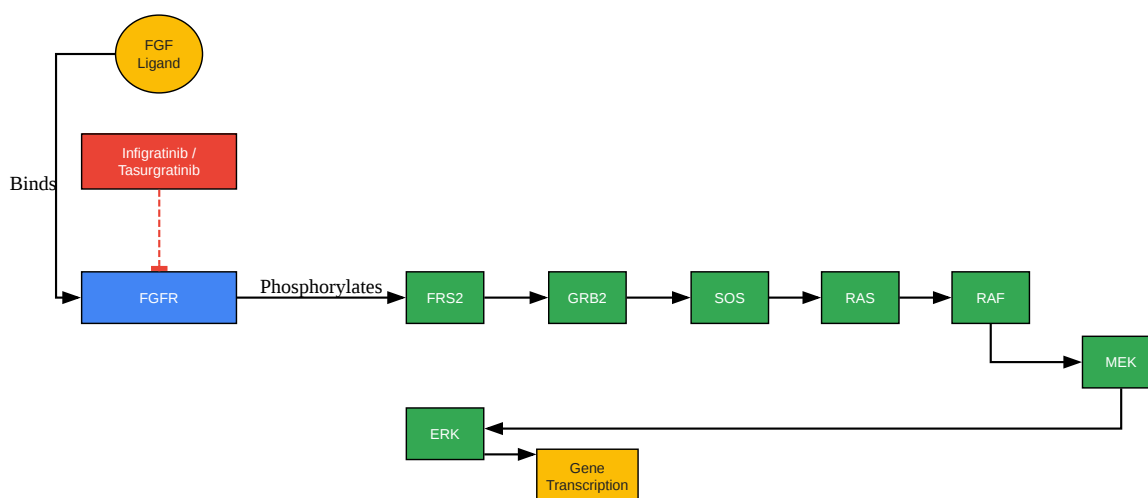 FGF
Ligand
Infigratinib /
Tasurgratinib
Binds
FGFR
Phosphorylates
FRS2
GRB2
SOS
RAS
RAF
MEK
ERK
Gene
Transcription